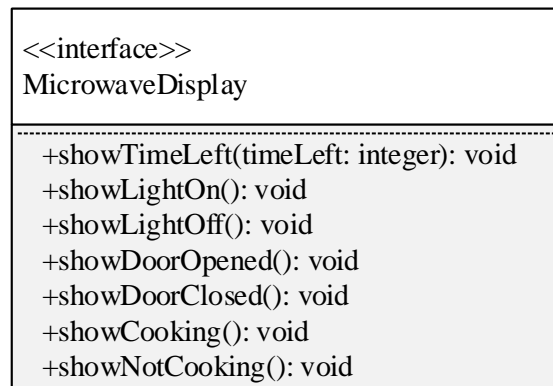 <<interface>>
MicrowaveDisplay
+showTimeLeft(timeLeft: integer): void
+showLightOn(): void
+showLightOff(): void
+showDoorOpened(): void
+showDoorClosed(): void
+showCooking(): void
+showNotCooking(): void